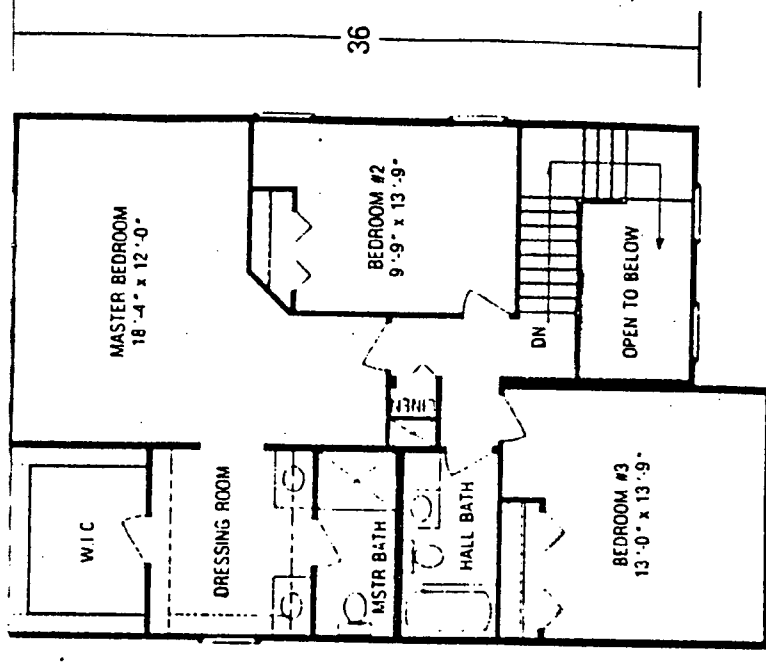 36
MASTER BEDROOM
18'-4" x 12'-0"
BEDROOM #2
9'-9" x 13'-9"
DN
OPEN TO BELOW
LINEN
W.I.C
DRESSING ROOM
MSTR BATH
HALL BATH
BEDROOM #3
13'-0" x 13'-9"